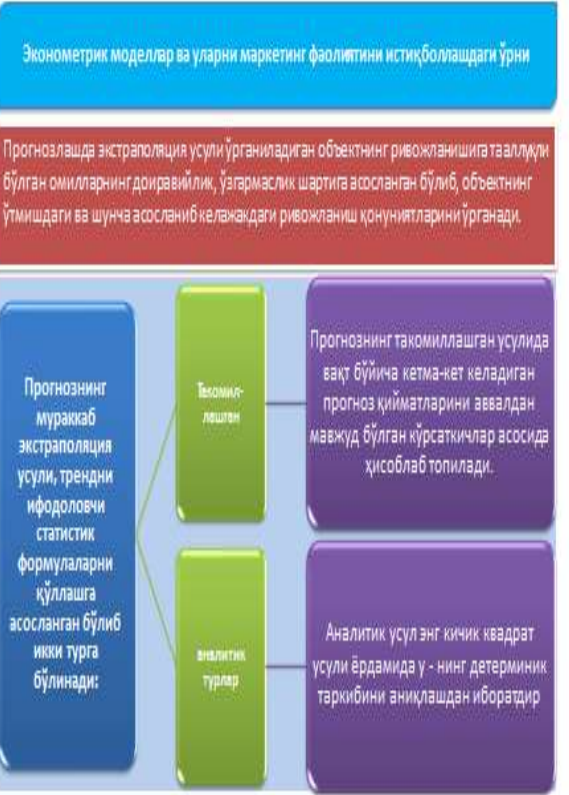 Эконометрик моделлар ва уларни маркетинг фаолиятини истиқболлашдаги ўрни
Прогнозлашда экстраполяция усули ўрганиладиган объектнинг ривожланишига тааллуқли
бўлган омилларнинг доиравийлик, ўзгармаслик шартига асосланган бўлиб, объектнинг
ўтмишдаги ва шунча асосланиб келажакдаги ривожланиш қонуниятларини ўрганади.
Прогнознинг
мураккаб
экстраполяция
усули, трендни
ифодоловчи
статистик
формулаларни
қўллашга
асосланган бўлиб
икки турга
бўлинади:
Такомил-
лашган
Прогнознинг такомиллашган усулида
вақт бўйича кетма-кет келадиган
прогноз қийматларини аввалдан
мавжуд бўлган кўрсаткичлар асосида
ҳисоблаб топилади.
аналитик
турлар
Аналитик усул энг кичик квадрат
усули ёрдамида у - нинг детерминик
таркибини аниқлашдан иборатдир